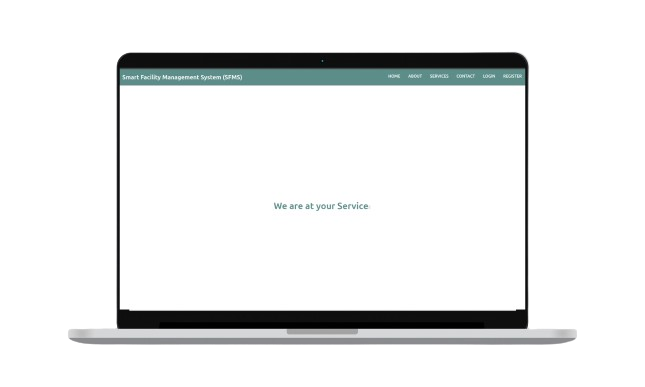 Smart Facility Management System (SFMS) HOME ABOUT SERVICES CONTACT LOGIN REGISTER
We are at your Service